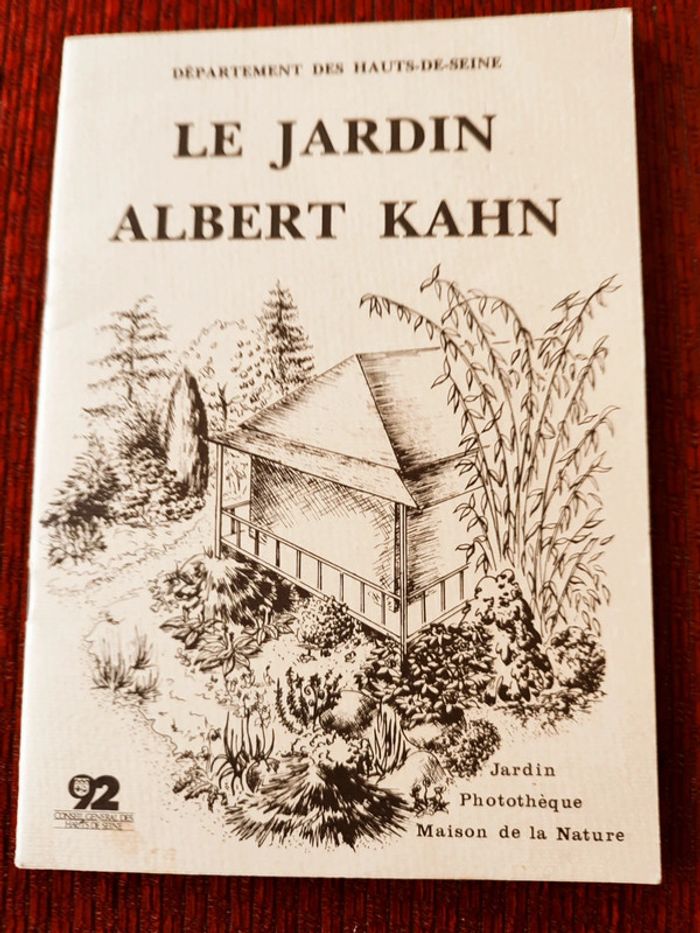 DÉPARTEMENT DES HAUTS-DE-SEINE
LE JARDIN
ALBERT KAHN
Jardin
Photothèque
Maison de la Nature
92
CONSEIL GENERAL DES
HAUTS DE SEINE